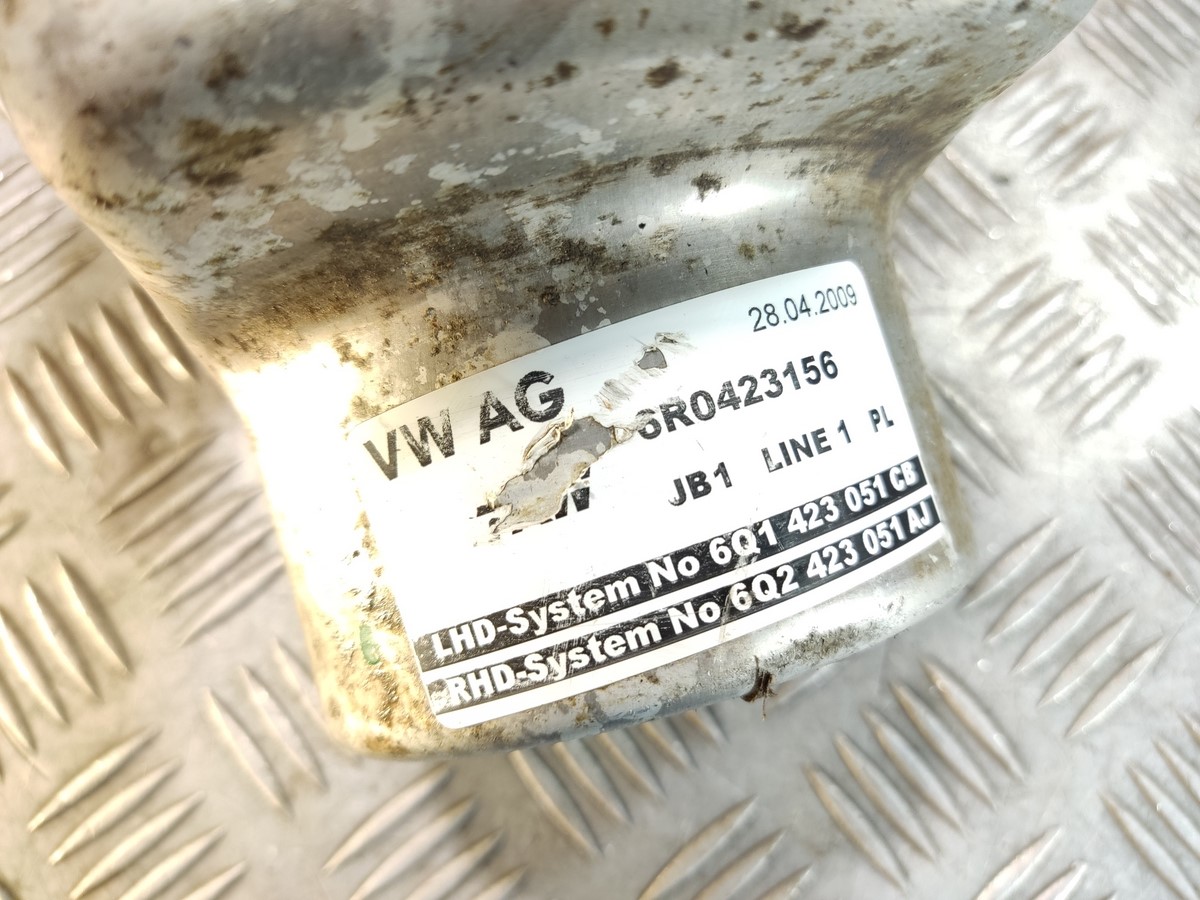 28.04.2009
VW AG 6R0423156
JB1 LINE 1 PL
LHD-System No 6Q1 423 051 CB
RHD-System No 6Q2 423 051 AJ